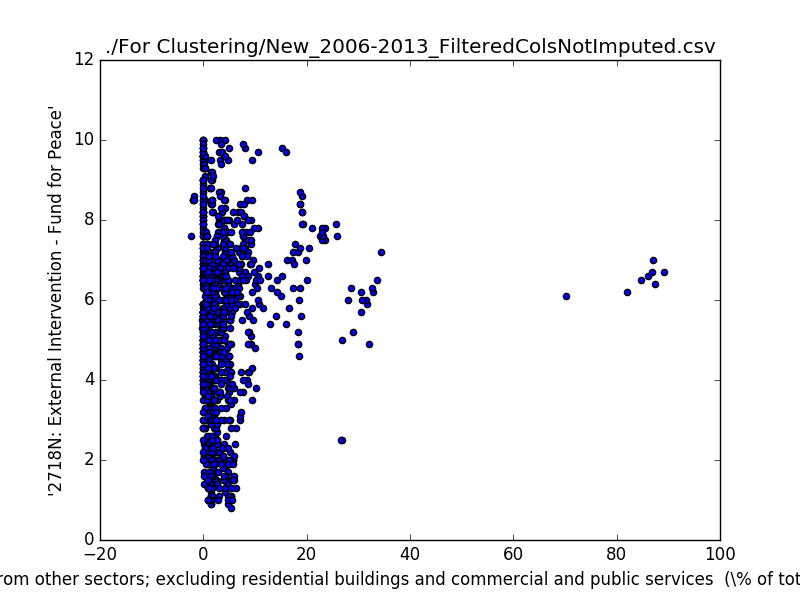 ./For Clustering/New_2006-2013_FilteredColsNotImputed.csv
'2718N: External Intervention - Fund for Peace'
12
10
8
6
4
2
0
−20 0 20 40 60 80 100
from other sectors; excluding residential buildings and commercial and public services (\% of tot